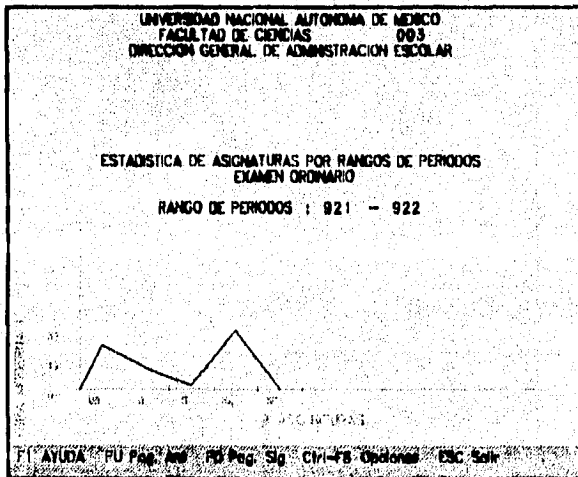 UNIVERSIDAD NACIONAL AUTONOMA DE MEXICO
FACULTAD DE CIENCIAS 003
DIRECCION GENERAL DE ADMINISTRACION ESCOLAR
ESTADISTICA DE ASIGNATURAS POR RANGOS DE PERIODOS
EXAMEN ORDINARIO
RANGO DE PERIODOS : 921 - 922
F1 AYUDA PU Pag. Ant PD Pag. Sig Ctrl-F8 Opciones ESC Salir